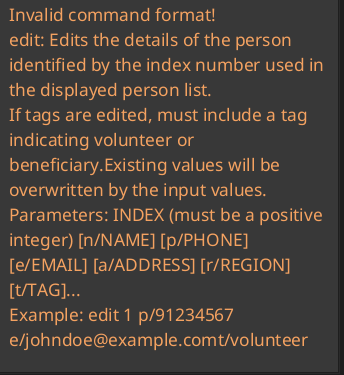 Invalid command format!
edit: Edits the details of the person
identified by the index number used in
the displayed person list.
If tags are edited, must include a tag
indicating volunteer or
beneficiary.Existing values will be
overwritten by the input values.
Parameters: INDEX (must be a positive
integer) [n/NAME] [p/PHONE]
[e/EMAIL] [a/ADDRESS] [r/REGION]
[t/TAG]...
Example: edit 1 p/91234567
e/johndoe@example.comt/volunteer